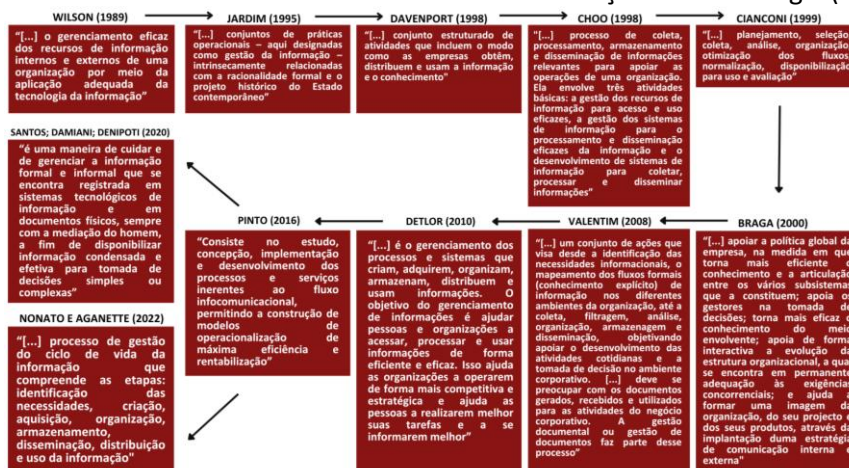 WILSON (1989)
"[...] o gerenciamento eficaz
dos recursos de informação
internos e externos de uma
organização por meio da
aplicação adequada da
tecnologia da informação"
JARDIM (1995)
"[...] conjuntos de práticas
operacionais – aqui designadas
como gestão da informação –
intrinsecamente relacionadas
com a racionalidade formal e o
projeto histórico do Estado
contemporâneo"
DAVENPORT (1998)
"[...] conjunto estruturado de
atividades que incluem o modo
como as empresas obtêm,
distribuem e usam a informação
e o conhecimento"
CHOO (1998)
"[...] processo de coleta,
processamento, armazenamento
e disseminação de informações
relevantes para apoiar as
operações de uma organização.
Ela envolve três atividades
básicas: a gestão dos recursos de
informação para acesso e uso
eficazes, a gestão dos sistemas
de informação para o
processamento e disseminação
eficazes da informação e o
desenvolvimento de sistemas de
informação para coletar,
processar e disseminar
informações"
CIANCONI (1999)
"[...] planejamento, seleção,
coleta, análise, organização,
otimização dos fluxos,
normalização, disponibilização
para uso e avaliação"
BRAGA (2000)
"[...] apoiar a política global da
empresa, na medida em que
torna mais eficiente o
conhecimento e a articulação
entre os vários subsistemas
que a constituem; apoia os
gestores na tomada de
decisões; torna mais eficaz o
conhecimento do meio
envolvente; apoia de forma
interactiva a evolução da
estrutura organizacional, a qual
se encontra em permanente
adequação às exigências
concorrenciais; e ajuda a
formar uma imagem da
organização, do seu projecto e
dos seus produtos, através da
implantação duma estratégia
de comunicação interna e
externa"
VALENTIM (2008)
"[...] um conjunto de ações que
visa desde a identificação das
necessidades informacionais, o
mapeamento dos fluxos formais
(conhecimento explícito) de
informação nos diferentes
ambientes da organização, até a
coleta, filtragem, análise,
organização, armazenagem e
disseminação, objetivando
apoiar o desenvolvimento das
atividades cotidianas e a
tomada de decisão no ambiente
corporativo. [...] deve se
preocupar com os documentos
gerados, recebidos e utilizados
para as atividades do negócio
corporativo. A gestão
documental ou gestão de
documentos faz parte desse
processo"
DETLOR (2010)
"[...] é o gerenciamento dos
processos e sistemas que
criam, adquirem, organizam,
armazenam, distribuem e
usam informações. O
objetivo do gerenciamento
de informações é ajudar
pessoas e organizações a
acessar, processar e usar
informações de forma
eficiente e eficaz. Isso ajuda
as organizações a operarem
de forma mais competitiva e
estratégica e ajuda as
pessoas a realizarem melhor
suas tarefas e a se
informarem melhor"
PINTO (2016)
"Consiste no estudo,
concepção, implementação
e desenvolvimento dos
processos e serviços
inerentes ao fluxo
infocomunicacional,
permitindo a construção de
modelos de
operacionalização de
máxima eficiência e
rentabilização"
SANTOS; DAMIANI; DENIPOTI (2020)
"é uma maneira de cuidar e
de gerenciar a informação
formal e informal que se
encontra registrada em
sistemas tecnológicos de
informação e em
documentos físicos, sempre
com a mediação do homem,
a fim de disponibilizar
informação condensada e
efetiva para tomada de
decisões simples ou
complexas"
NONATO E AGANETTE (2022)
"[...] processo de gestão
do ciclo de vida da
informação que
compreende as etapas:
identificação das
necessidades, criação,
aquisição, organização,
armazenamento,
disseminação, distribuição
e uso da informação"